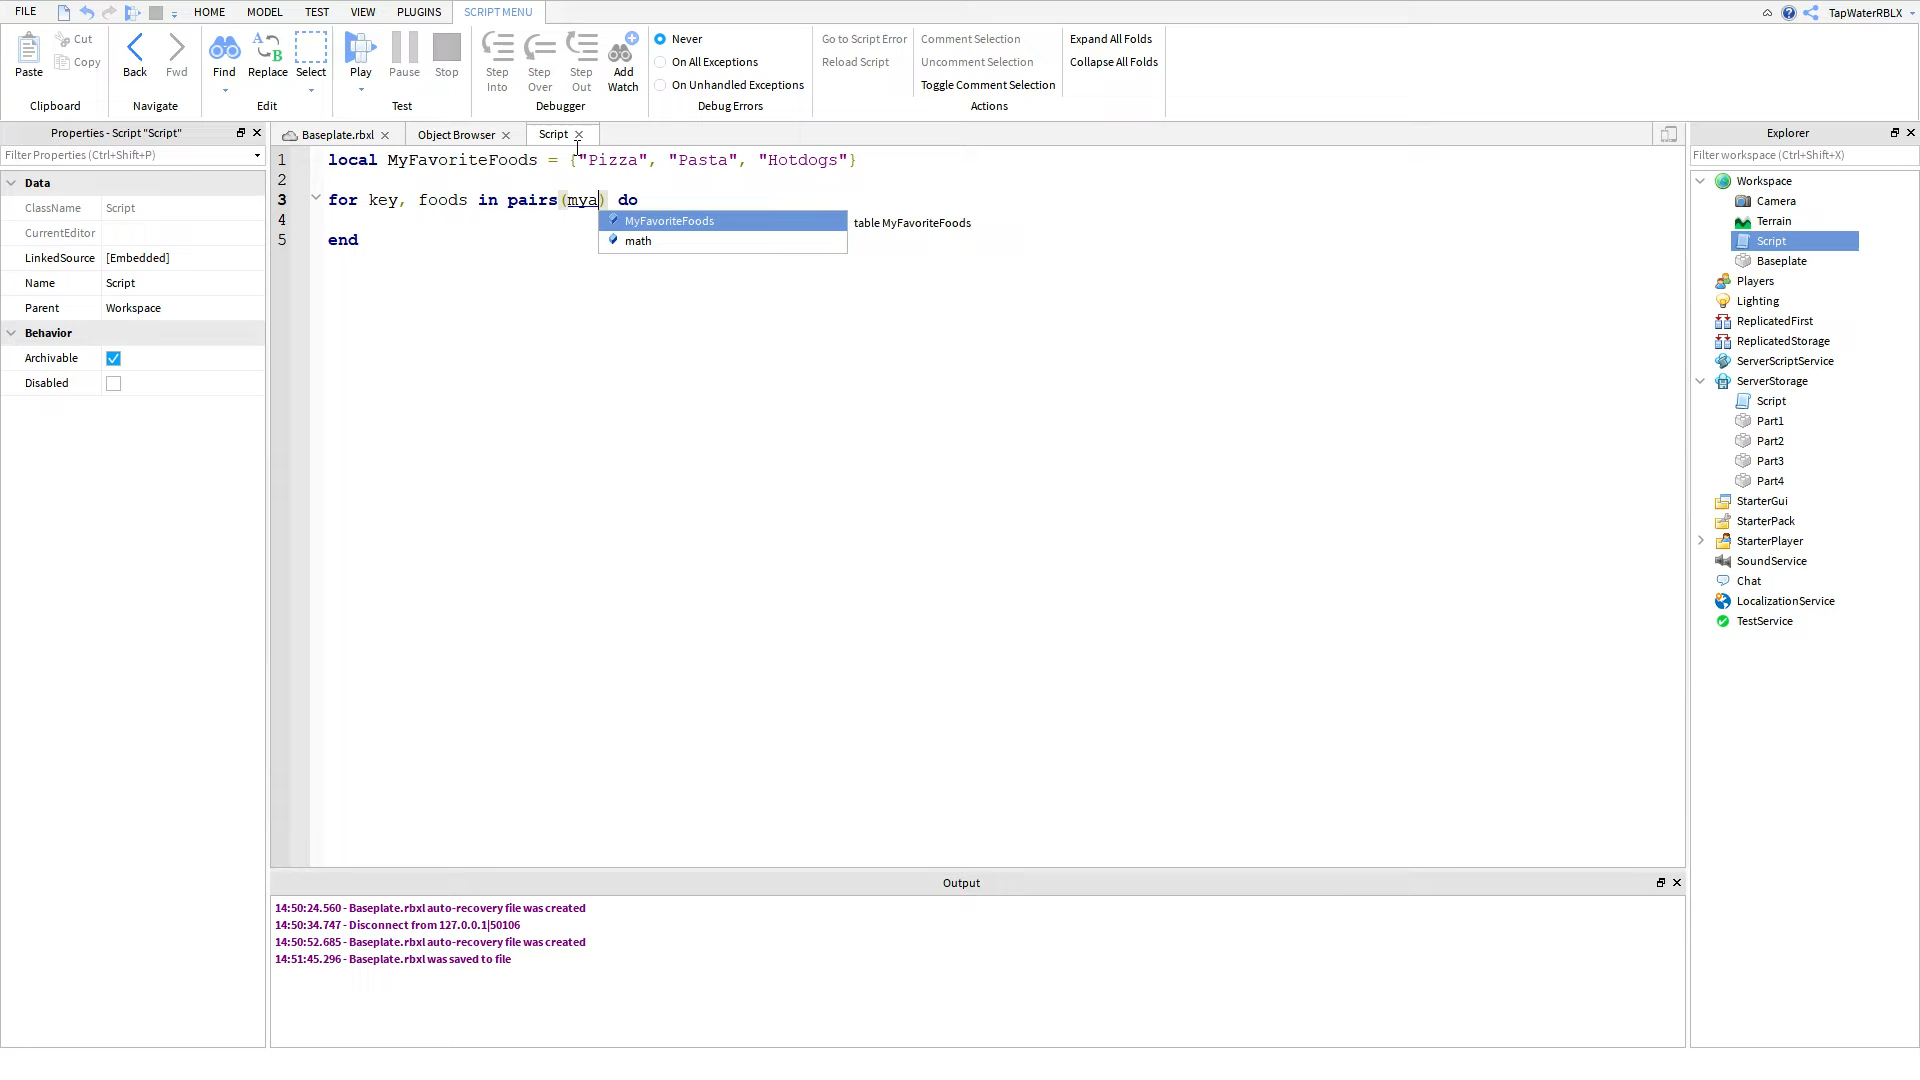 FILE HOME MODEL TEST VIEW PLUGINS SCRIPT MENU TapWaterRBLX
Paste Cut Copy
Clipboard
Back Fwd
Navigate
Find Replace Select
Edit
Play Pause Stop
Test
Step Into Step Over Step Out Add Watch
Debugger
Never
On All Exceptions
On Unhandled Exceptions
Debug Errors
Go to Script Error
Reload Script
Comment Selection
Uncomment Selection
Toggle Comment Selection
Actions
Expand All Folds
Collapse All Folds
Properties - Script "Script"
Filter Properties (Ctrl+Shift+P)
Data
ClassName Script
CurrentEditor
LinkedSource [Embedded]
Name Script
Parent Workspace
Behavior
Archivable
Disabled
Baseplate.rbxl Object Browser Script
1 local MyFavoriteFoods = {"Pizza", "Pasta", "Hotdogs"}
2
3 for key, foods in pairs(mya) do
4
5 end
MyFavoriteFoods
math
table MyFavoriteFoods
Output
14:50:24.560 - Baseplate.rbxl auto-recovery file was created
14:50:34.747 - Disconnect from 127.0.0.1|50106
14:50:52.685 - Baseplate.rbxl auto-recovery file was created
14:51:45.296 - Baseplate.rbxl was saved to file
Explorer
Filter workspace (Ctrl+Shift+X)
Workspace
Camera
Terrain
Script
Baseplate
Players
Lighting
ReplicatedFirst
ReplicatedStorage
ServerScriptService
ServerStorage
Script
Part1
Part2
Part3
Part4
StarterGui
StarterPack
StarterPlayer
SoundService
Chat
LocalizationService
TestService